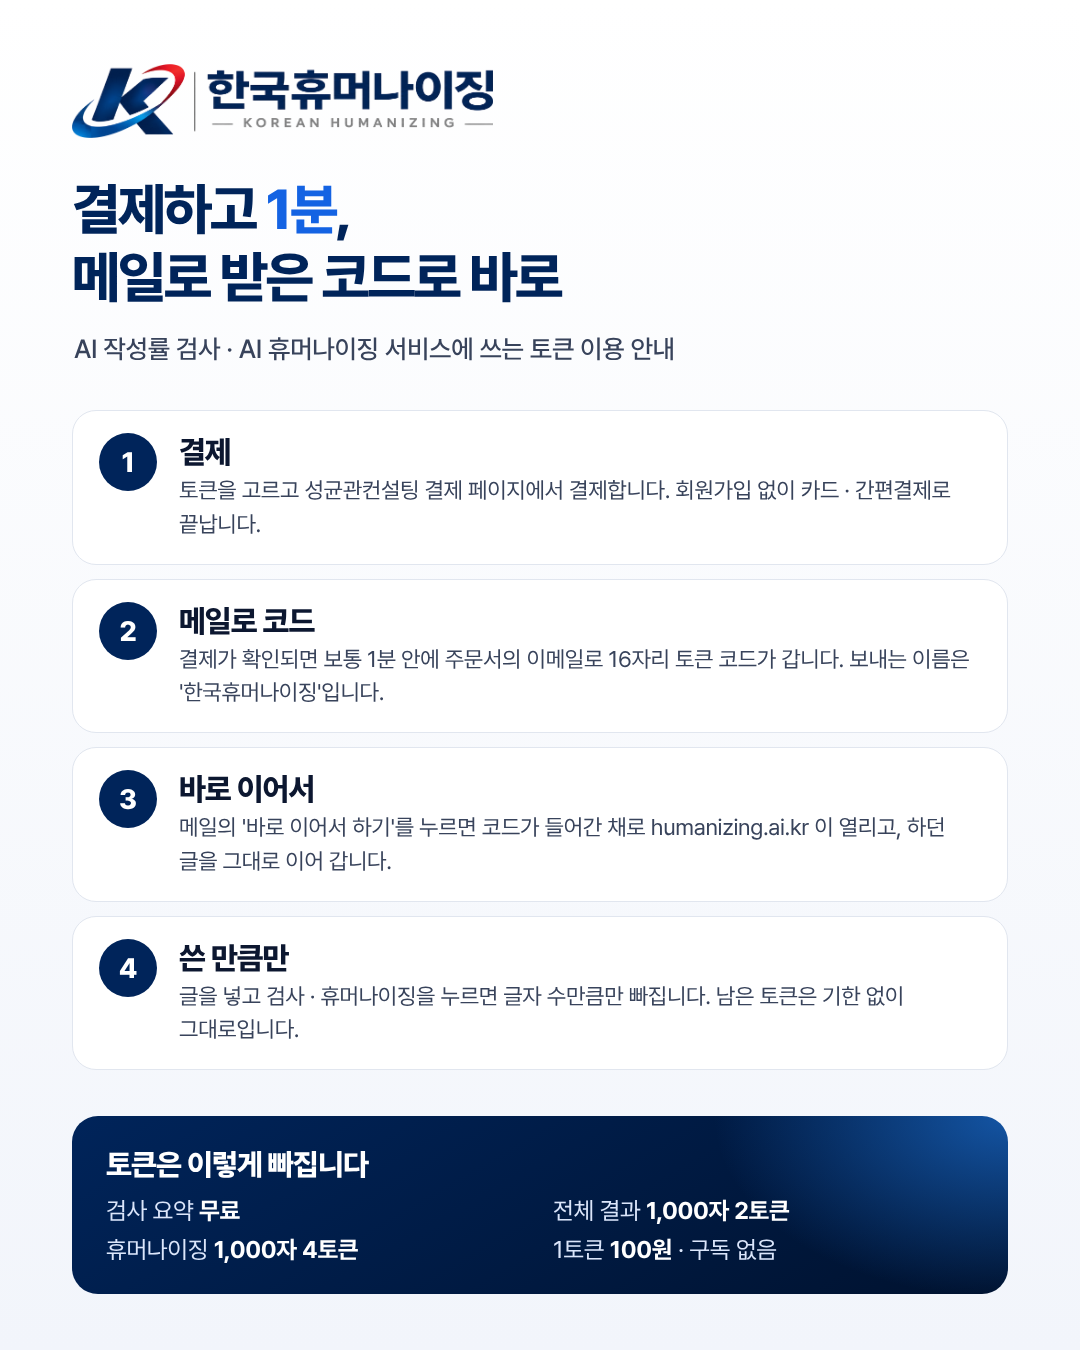 한국휴머나이징
KOREAN HUMANIZING
결제하고 1분,
메일로 받은 코드로 바로
AI 작성률 검사 · AI 휴머나이징 서비스에 쓰는 토큰 이용 안내
1
결제
토큰을 고르고 성균관컨설팅 결제 페이지에서 결제합니다. 회원가입 없이 카드 · 간편결제로
끝납니다.
2
메일로 코드
결제가 확인되면 보통 1분 안에 주문서의 이메일로 16자리 토큰 코드가 갑니다. 보내는 이름은
'한국휴머나이징'입니다.
3
바로 이어서
메일의 '바로 이어서 하기'를 누르면 코드가 들어간 채로 humanizing.ai.kr 이 열리고, 하던
글을 그대로 이어 갑니다.
4
쓴 만큼만
글을 넣고 검사 · 휴머나이징을 누르면 글자 수만큼만 빠집니다. 남은 토큰은 기한 없이
그대로입니다.
토큰은 이렇게 빠집니다
검사 요약 무료
전체 결과 1,000자 2토큰
휴머나이징 1,000자 4토큰
1토큰 100원 · 구독 없음